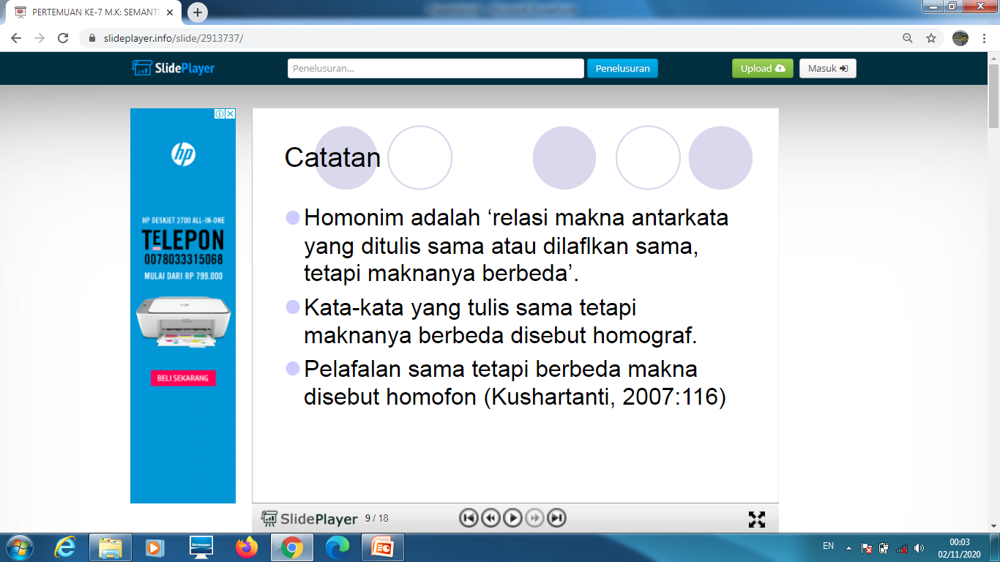 PERTEMUAN KE-7 M.K: SEMANTI
slideplayer.info/slide/2913737/
SlidePlayer
Penelusuran...
Penelusuran
Upload
Masuk
hp
HP DESKJET 2700 ALL-IN-ONE
TELEPON
0078033315068
MULAI DARI RP 799.000
BELI SEKARANG
Catatan
Homonim adalah ‘relasi makna antarkata
yang ditulis sama atau dilaflkan sama,
tetapi maknanya berbeda’.
Kata-kata yang tulis sama tetapi
maknanya berbeda disebut homograf.
Pelafalan sama tetapi berbeda makna
disebut homofon (Kushartanti, 2007:116)
SlidePlayer
9 / 18
lenovo
EN
00:03
02/11/2020